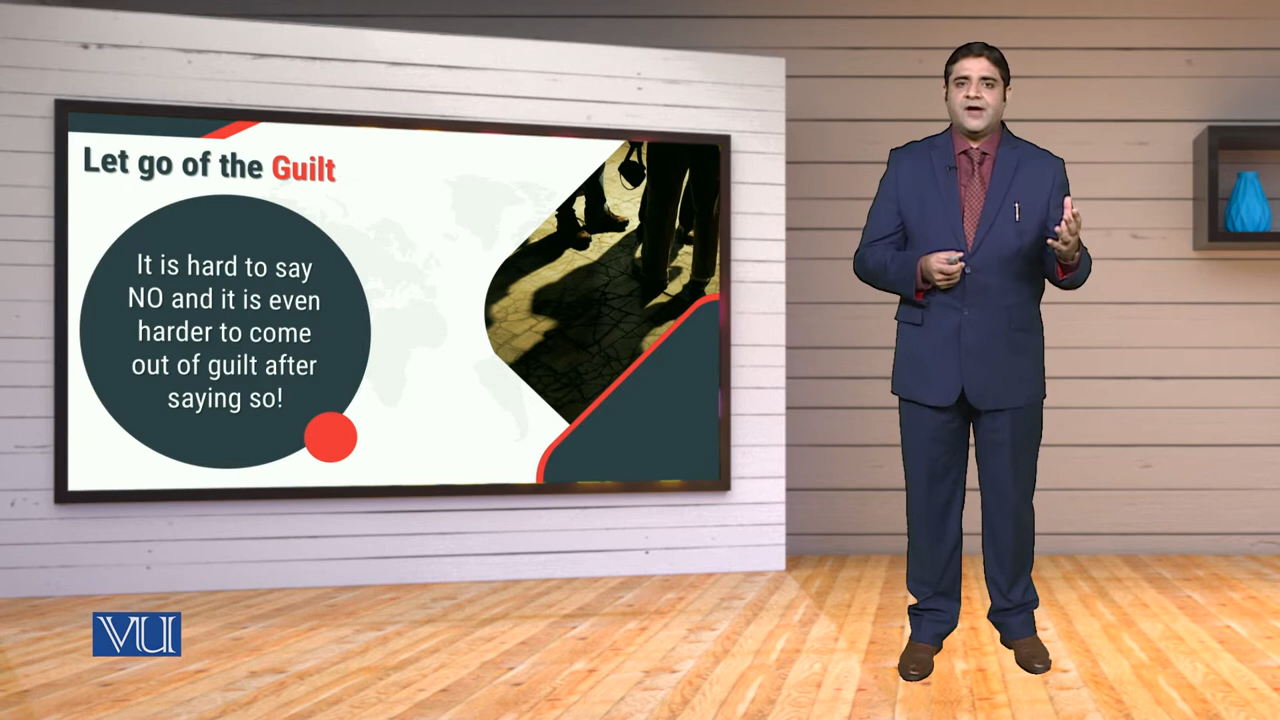 Let go of the Guilt
It is hard to say
NO and it is even
harder to come
out of guilt after
saying so!
VU